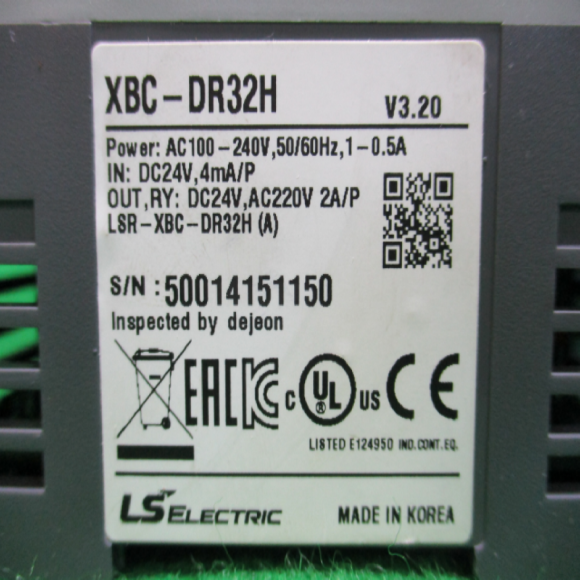 XBC-DR32H
V3.20
Power: AC100-240V,50/60Hz,1-0.5A
IN: DC24V,4mA/P
OUT,RY: DC24V,AC220V 2A/P
LSR-XBC-DR32H (A)
S/N : 50014151150
Inspected by dejeon
EAC KC c UL ® US CE
LISTED E124950 IND.CONT.EQ.
LS ELECTRIC
MADE IN KOREA